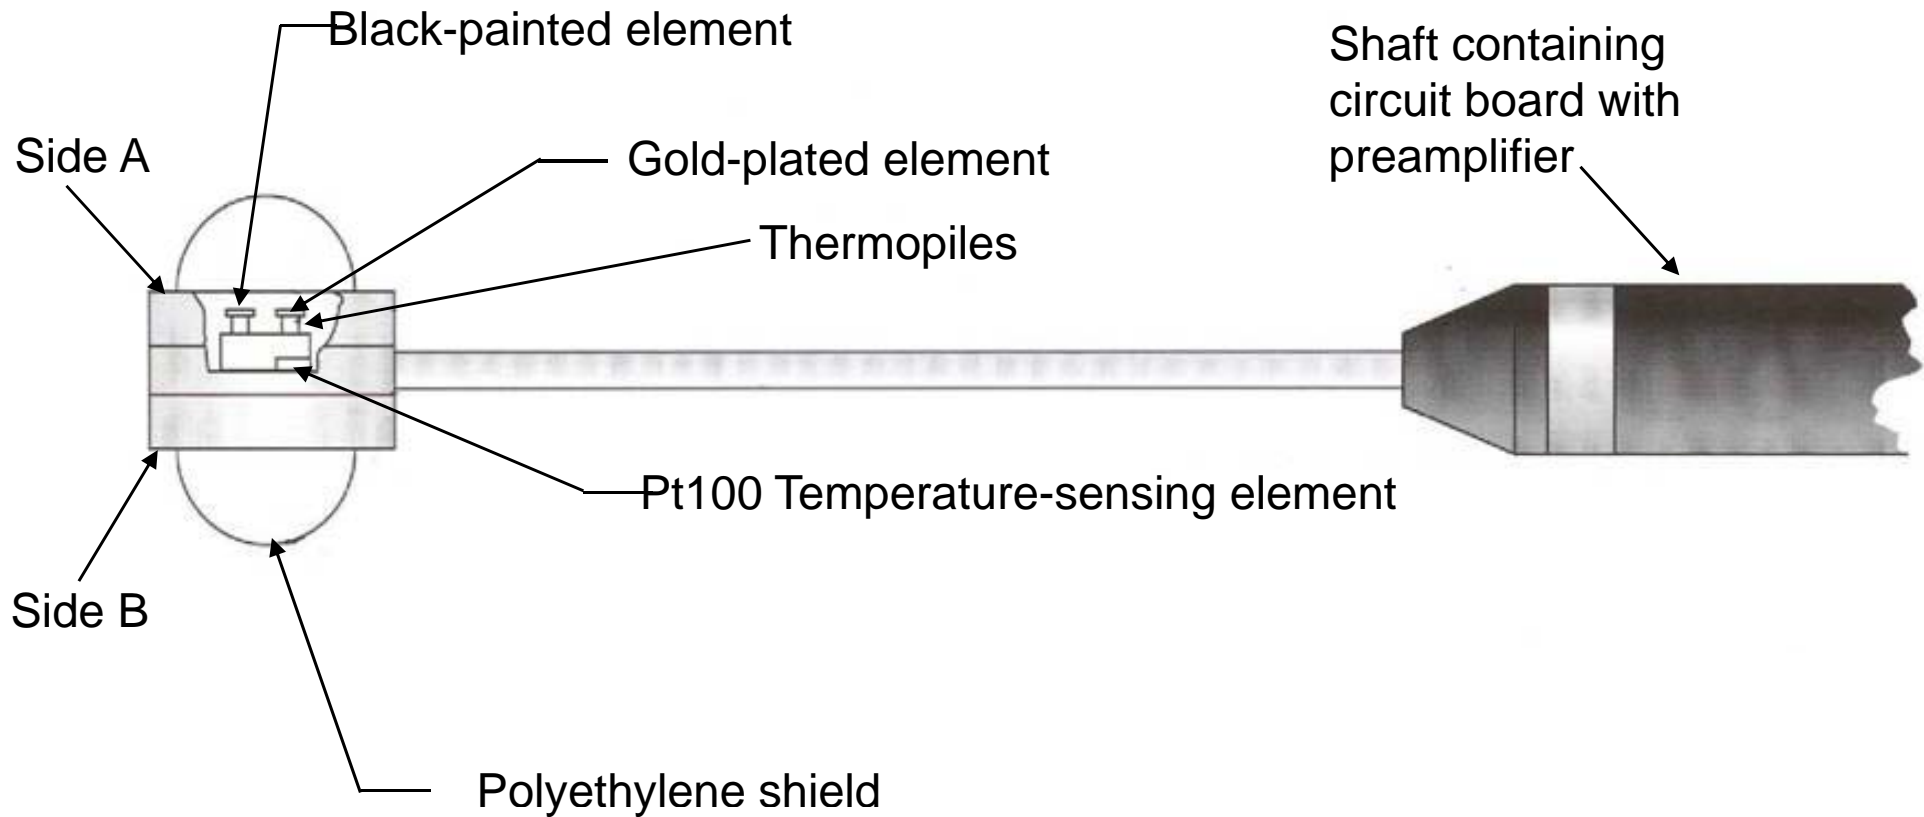 Black-painted element
Shaft containing
circuit board with
preamplifier
Side A
Gold-plated element
Thermopiles
Pt100 Temperature-sensing element
Side B
Polyethylene shield